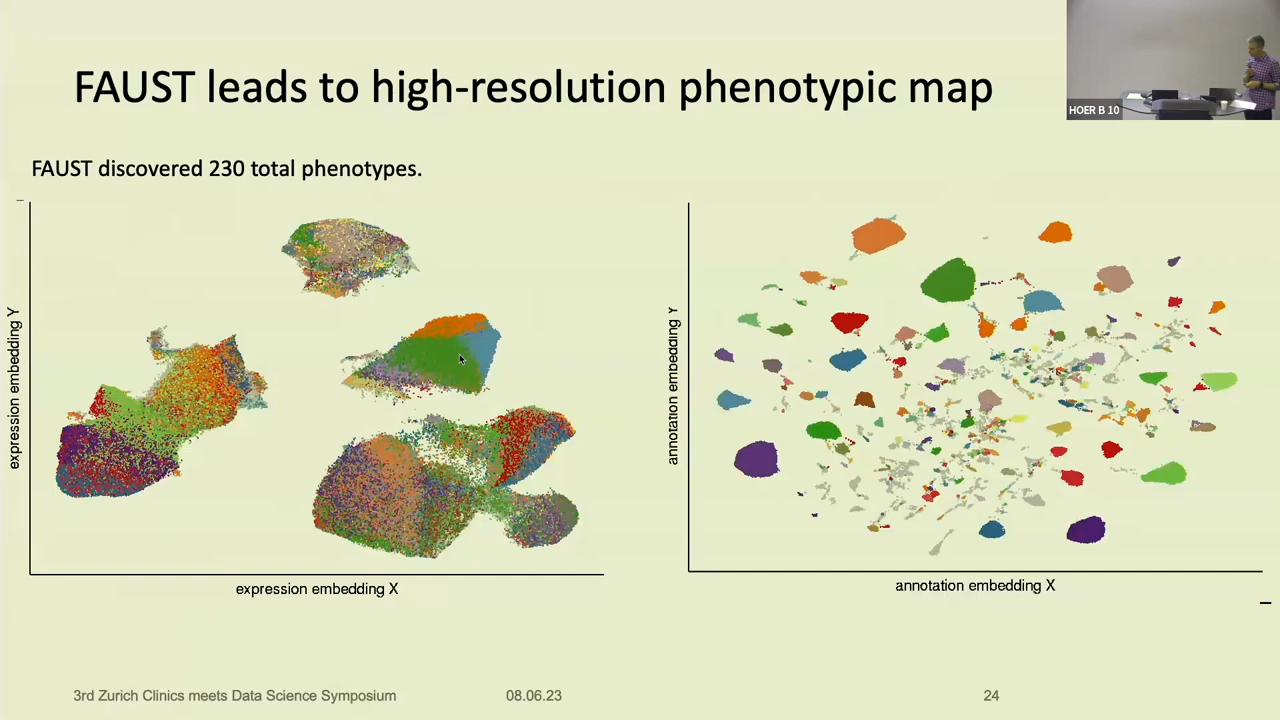 FAUST leads to high-resolution phenotypic map
HOER B 10
FAUST discovered 230 total phenotypes.
expression embedding Y
expression embedding X
annotation embedding Y
annotation embedding X
3rd Zurich Clinics meets Data Science Symposium
08.06.23
24